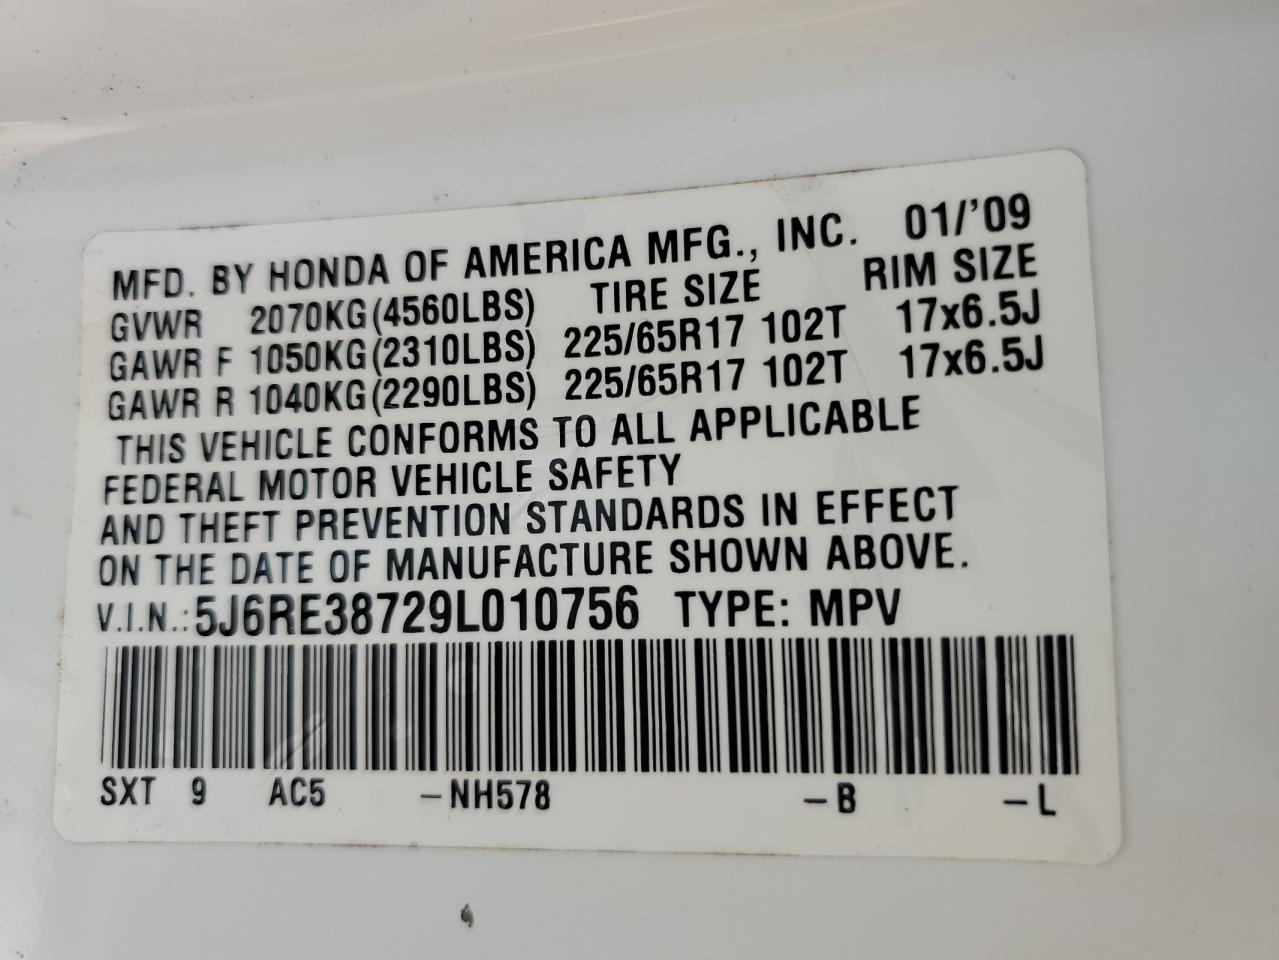 MFD. BY HONDA OF AMERICA MFG., INC. 01/'09
GVWR 2070KG(4560LBS) TIRE SIZE RIM SIZE
GAWR F 1050KG(2310LBS) 225/65R17 102T 17x6.5J
GAWR R 1040KG(2290LBS) 225/65R17 102T 17x6.5J
THIS VEHICLE CONFORMS TO ALL APPLICABLE
FEDERAL MOTOR VEHICLE SAFETY
AND THEFT PREVENTION STANDARDS IN EFFECT
ON THE DATE OF MANUFACTURE SHOWN ABOVE.
V.I.N.: 5J6RE38729L010756 TYPE: MPV
SXT 9 AC5 -NH578 -B -L